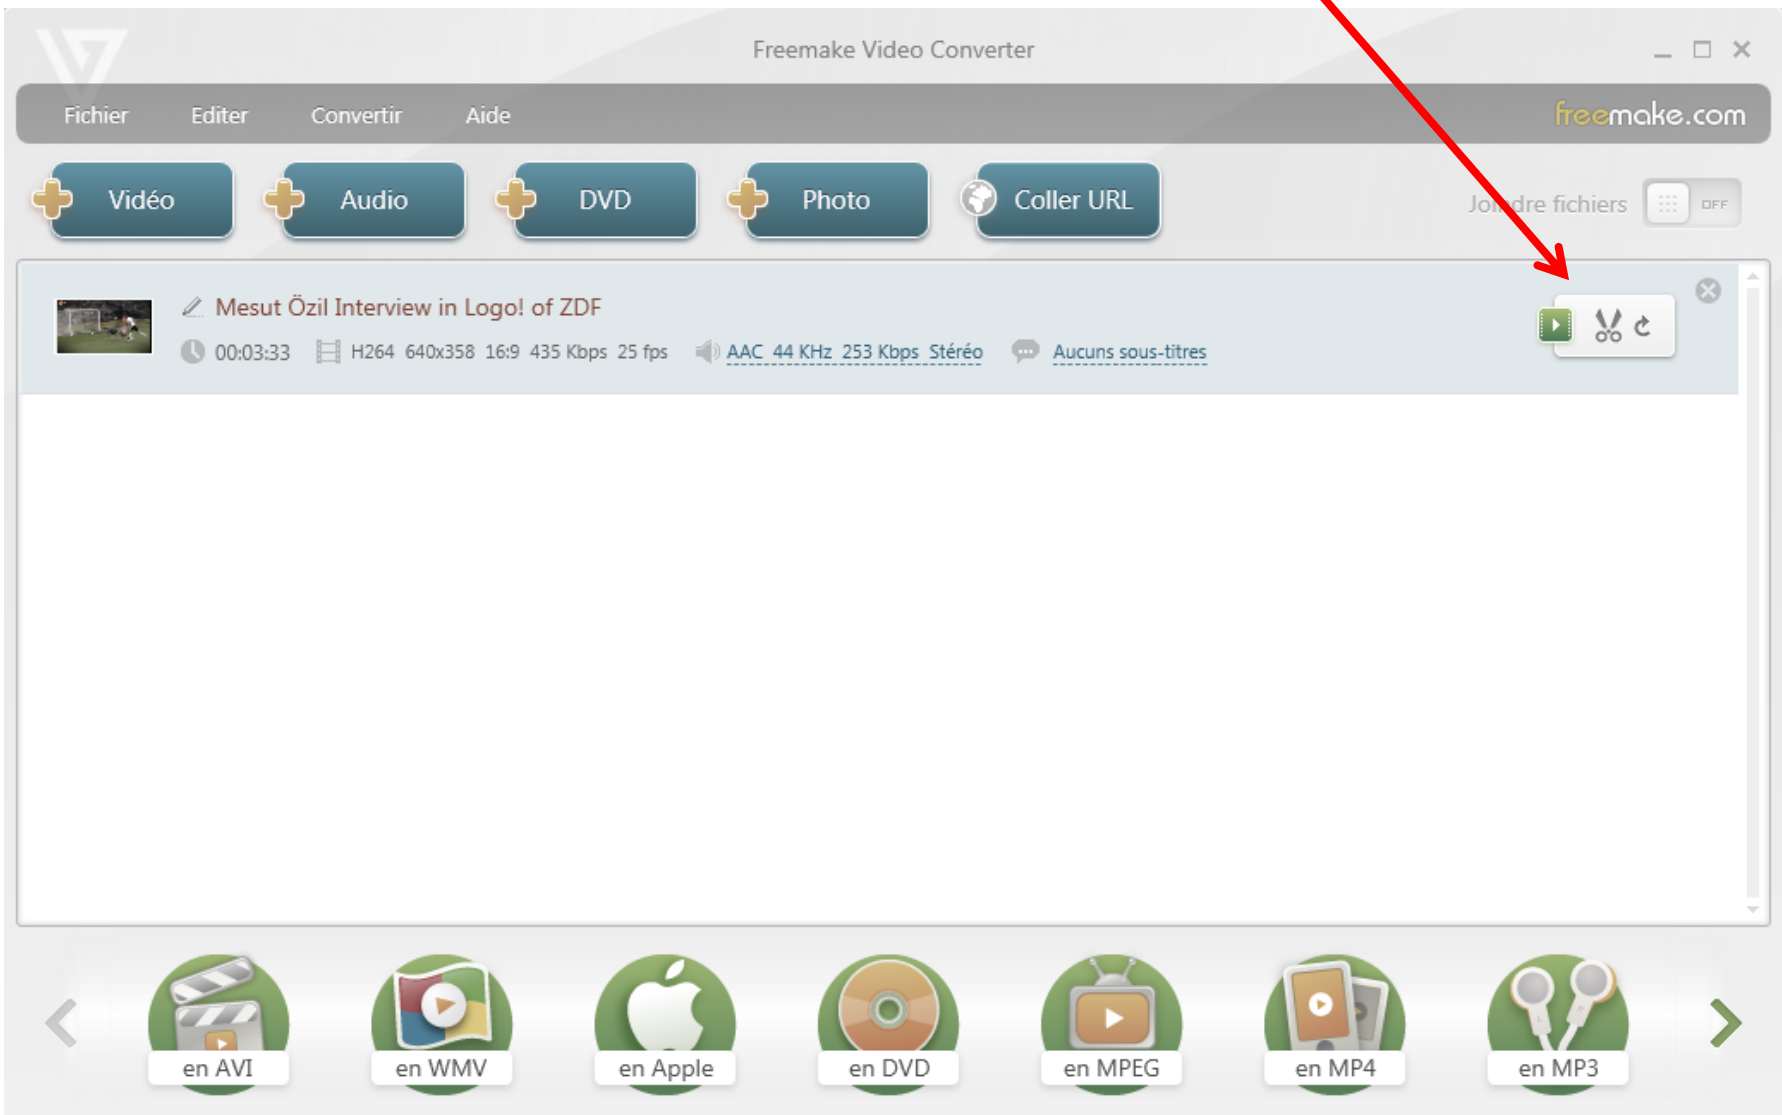 Freemake Video Converter
Fichier Editer Convertir Aide freemake.com
Vidéo Audio DVD Photo Coller URL Joindre fichiers OFF
Mesut Özil Interview in Logo! of ZDF
00:03:33 H264 640x358 16:9 435 Kbps 25 fps AAC 44 KHz 253 Kbps Stéréo Aucuns sous-titres
en AVI en WMV en Apple en DVD en MPEG en MP4 en MP3